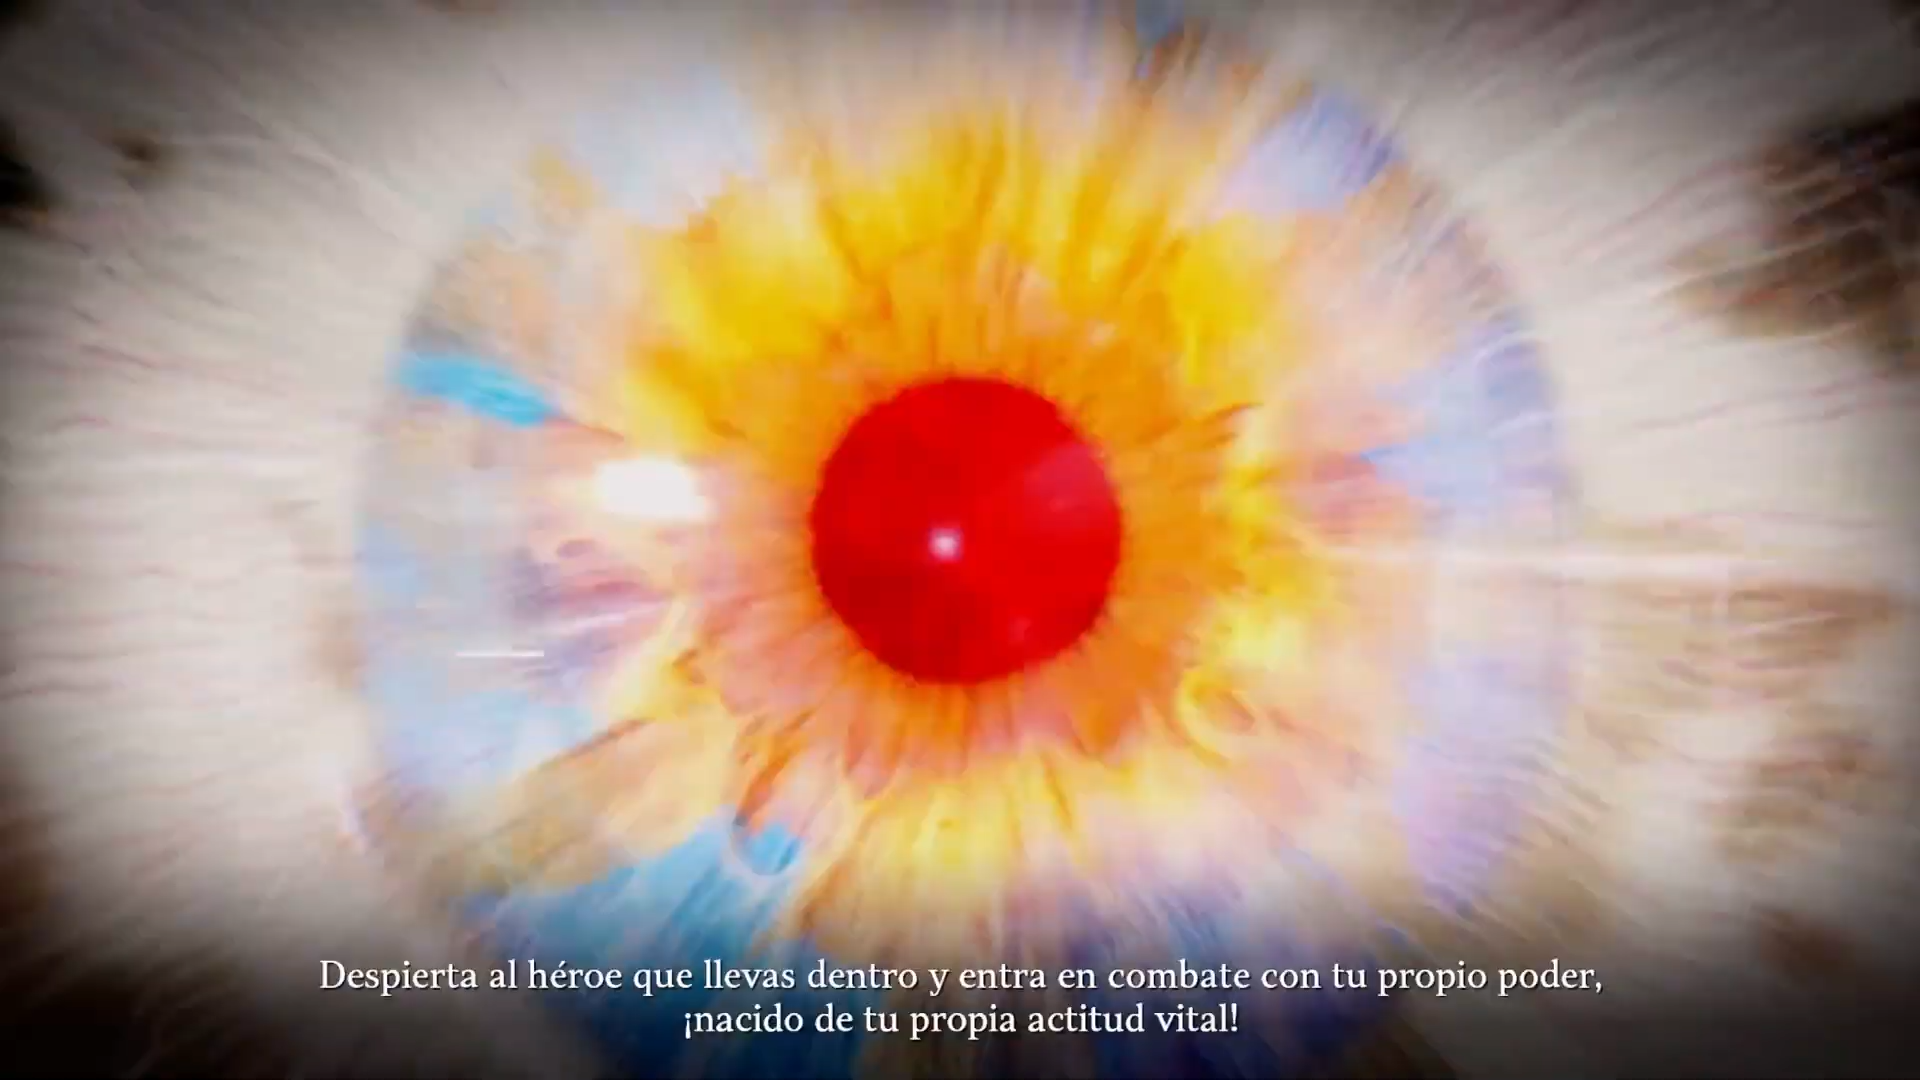 Despierta al héroe que llevas dentro y entra en combate con tu propio poder,
¡nacido de tu propia actitud vital!